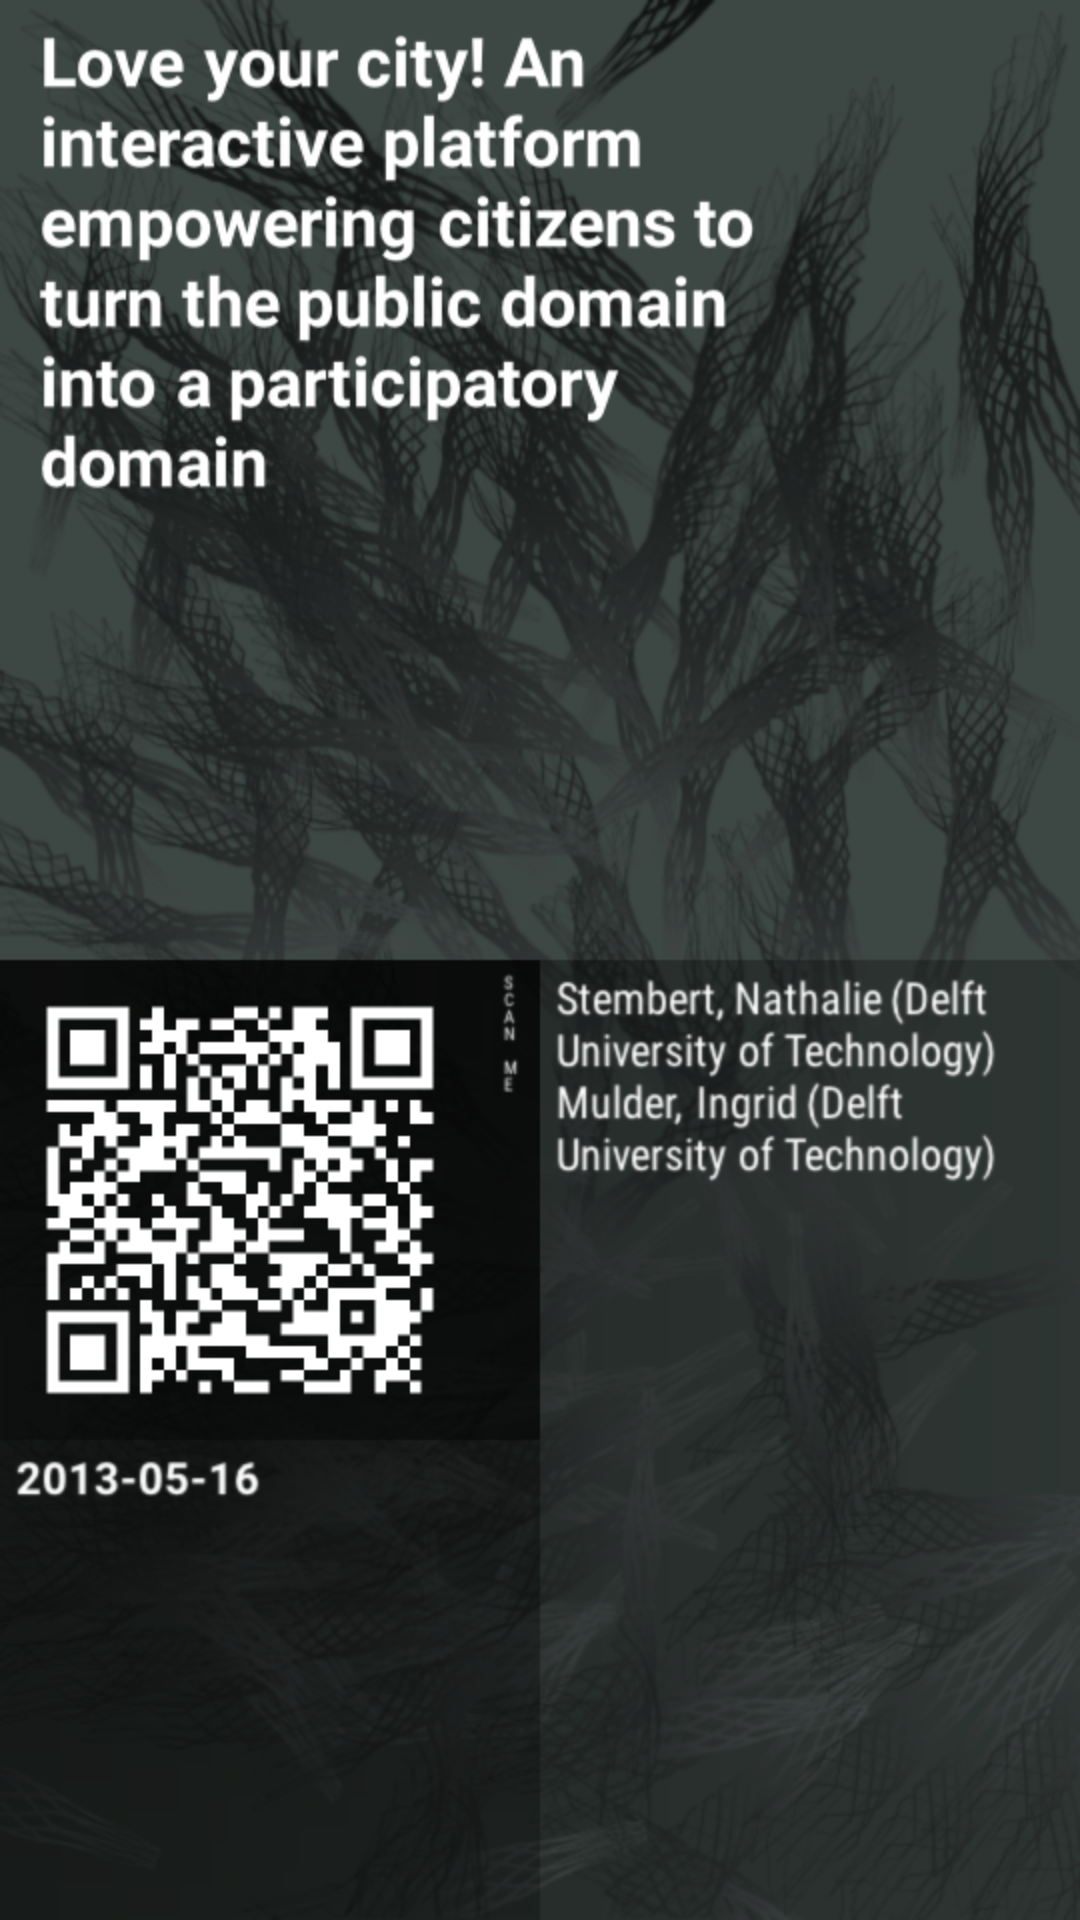 Love your city! An
interactive platform
empowering citizens to
turn the public domain
into a participatory
domain
SCAN ME
Stembert, Nathalie (Delft
University of Technology)
Mulder, Ingrid (Delft
University of Technology)
2013-05-16